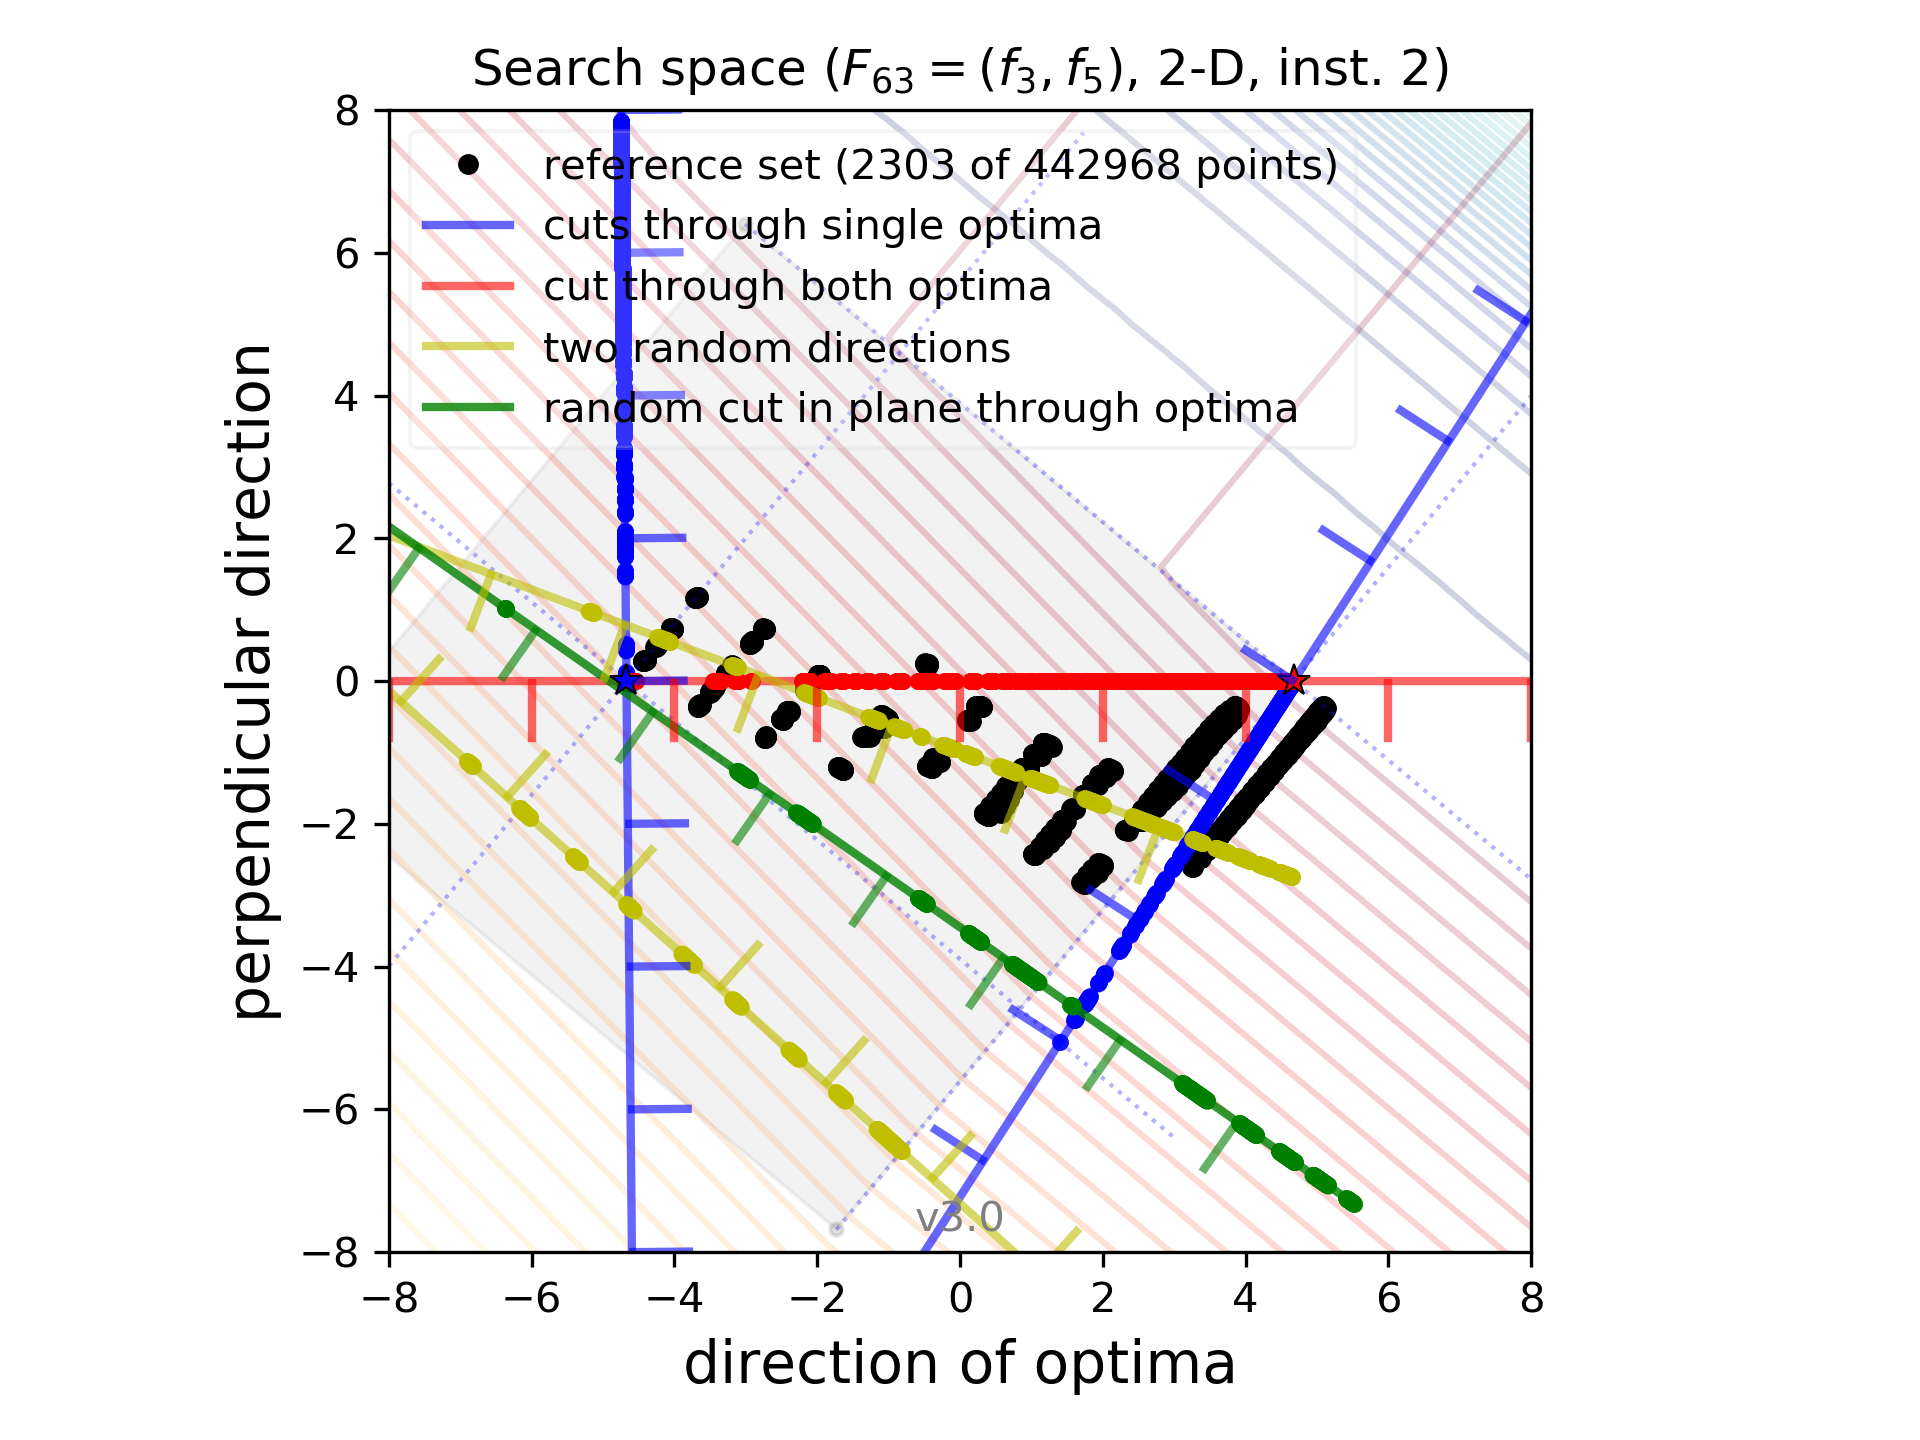 Search space (F63 = (f3, f5), 2-D, inst. 2)
reference set (2303 of 442968 points)
cuts through single optima
cut through both optima
two random directions
random cut in plane through optima
perpendicular direction
8
6
4
2
0
−2
−4
−6
−8
v3.0
−8 −6 −4 −2 0 2 4 6 8
direction of optima